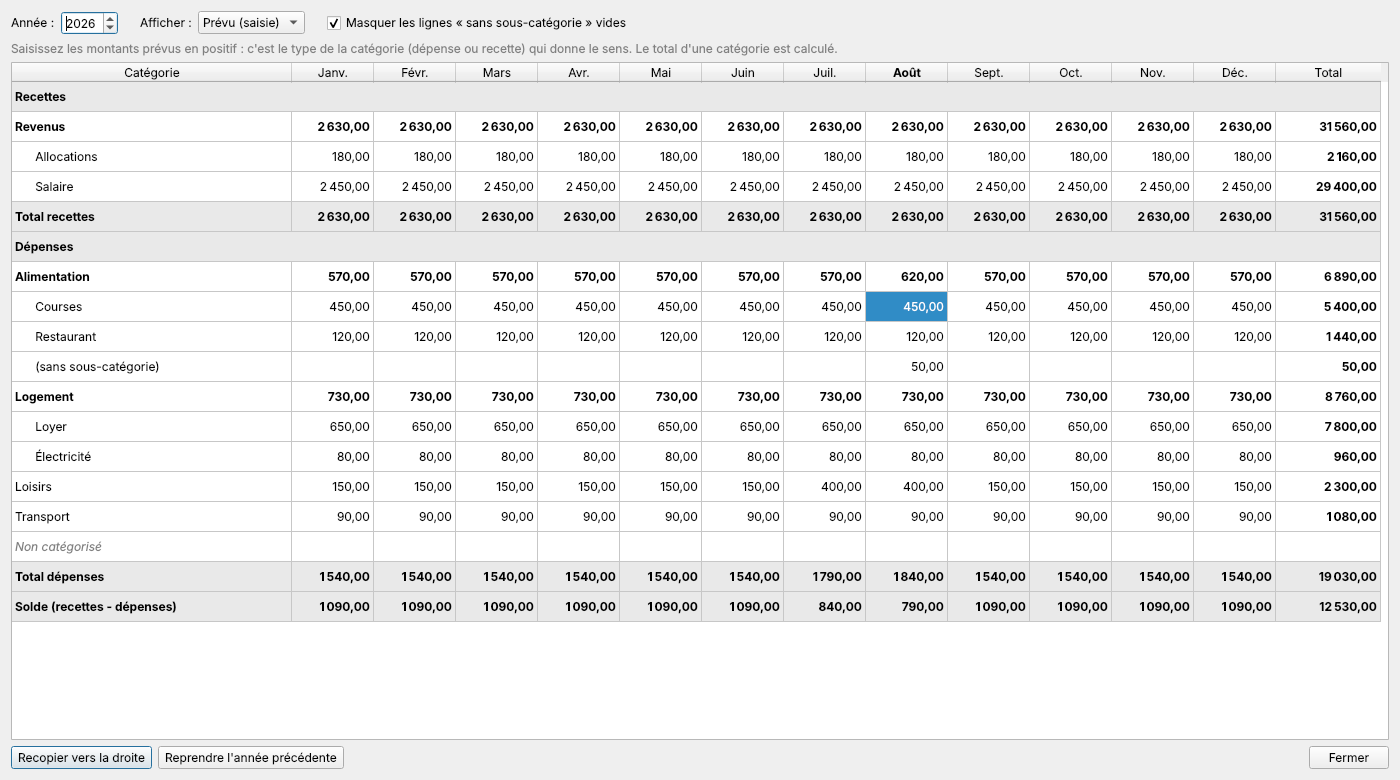 Année : 2026 Afficher : Prévu (saisie) Masquer les lignes « sans sous-catégorie » vides
Saisissez les montants prévus en positif : c'est le type de la catégorie (dépense ou recette) qui donne le sens. Le total d'une catégorie est calculé.
Catégorie Janv. Févr. Mars Avr. Mai Juin Juil. Août Sept. Oct. Nov. Déc. Total
Recettes
Revenus 2 630,00 2 630,00 2 630,00 2 630,00 2 630,00 2 630,00 2 630,00 2 630,00 2 630,00 2 630,00 2 630,00 2 630,00 31 560,00
Allocations 180,00 180,00 180,00 180,00 180,00 180,00 180,00 180,00 180,00 180,00 180,00 180,00 2 160,00
Salaire 2 450,00 2 450,00 2 450,00 2 450,00 2 450,00 2 450,00 2 450,00 2 450,00 2 450,00 2 450,00 2 450,00 2 450,00 29 400,00
Total recettes 2 630,00 2 630,00 2 630,00 2 630,00 2 630,00 2 630,00 2 630,00 2 630,00 2 630,00 2 630,00 2 630,00 2 630,00 31 560,00
Dépenses
Alimentation 570,00 570,00 570,00 570,00 570,00 570,00 570,00 620,00 570,00 570,00 570,00 570,00 6 890,00
Courses 450,00 450,00 450,00 450,00 450,00 450,00 450,00 450,00 450,00 450,00 450,00 450,00 5 400,00
Restaurant 120,00 120,00 120,00 120,00 120,00 120,00 120,00 120,00 120,00 120,00 120,00 120,00 1 440,00
(sans sous-catégorie) 50,00 50,00
Logement 730,00 730,00 730,00 730,00 730,00 730,00 730,00 730,00 730,00 730,00 730,00 730,00 8 760,00
Loyer 650,00 650,00 650,00 650,00 650,00 650,00 650,00 650,00 650,00 650,00 650,00 650,00 7 800,00
Électricité 80,00 80,00 80,00 80,00 80,00 80,00 80,00 80,00 80,00 80,00 80,00 80,00 960,00
Loisirs 150,00 150,00 150,00 150,00 150,00 150,00 400,00 400,00 150,00 150,00 150,00 150,00 2 300,00
Transport 90,00 90,00 90,00 90,00 90,00 90,00 90,00 90,00 90,00 90,00 90,00 90,00 1 080,00
Non catégorisé
Total dépenses 1 540,00 1 540,00 1 540,00 1 540,00 1 540,00 1 540,00 1 790,00 1 840,00 1 540,00 1 540,00 1 540,00 1 540,00 19 030,00
Solde (recettes - dépenses) 1 090,00 1 090,00 1 090,00 1 090,00 1 090,00 1 090,00 840,00 790,00 1 090,00 1 090,00 1 090,00 1 090,00 12 530,00
Recopier vers la droite Reprendre l'année précédente Fermer